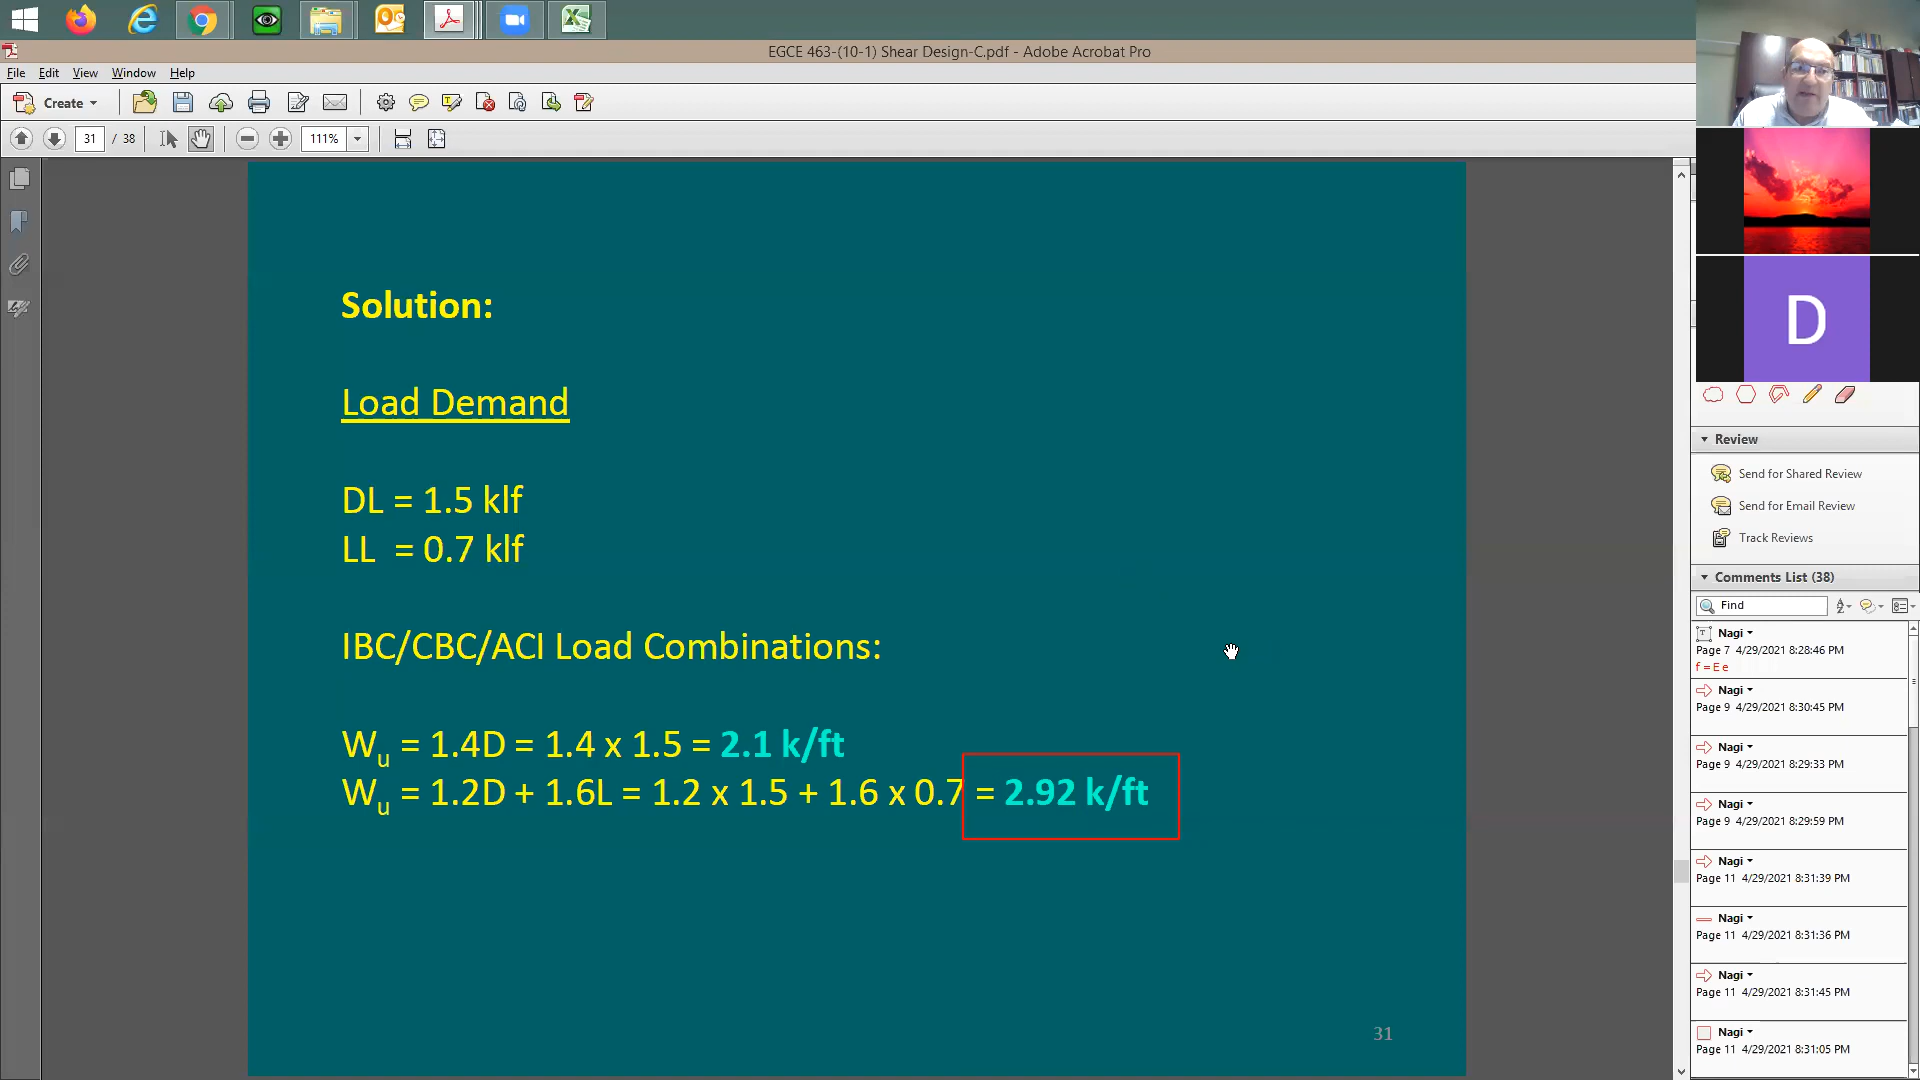 EGCE 463-(10-1) Shear Design-C.pdf - Adobe Acrobat Pro
File Edit View Window Help
Create
31 / 38 111%
Solution:
Load Demand
DL = 1.5 klf
LL = 0.7 klf
IBC/CBC/ACI Load Combinations:
Wu = 1.4D = 1.4 x 1.5 = 2.1 k/ft
Wu = 1.2D + 1.6L = 1.2 x 1.5 + 1.6 x 0.7 = 2.92 k/ft
31
D
Review
Send for Shared Review
Send for Email Review
Track Reviews
Comments List (38)
Find
Nagi
Page 7 4/29/2021 8:28:46 PM
f = E e
Nagi
Page 9 4/29/2021 8:30:45 PM
Nagi
Page 9 4/29/2021 8:29:33 PM
Nagi
Page 9 4/29/2021 8:29:59 PM
Nagi
Page 11 4/29/2021 8:31:39 PM
Nagi
Page 11 4/29/2021 8:31:36 PM
Nagi
Page 11 4/29/2021 8:31:45 PM
Nagi
Page 11 4/29/2021 8:31:05 PM